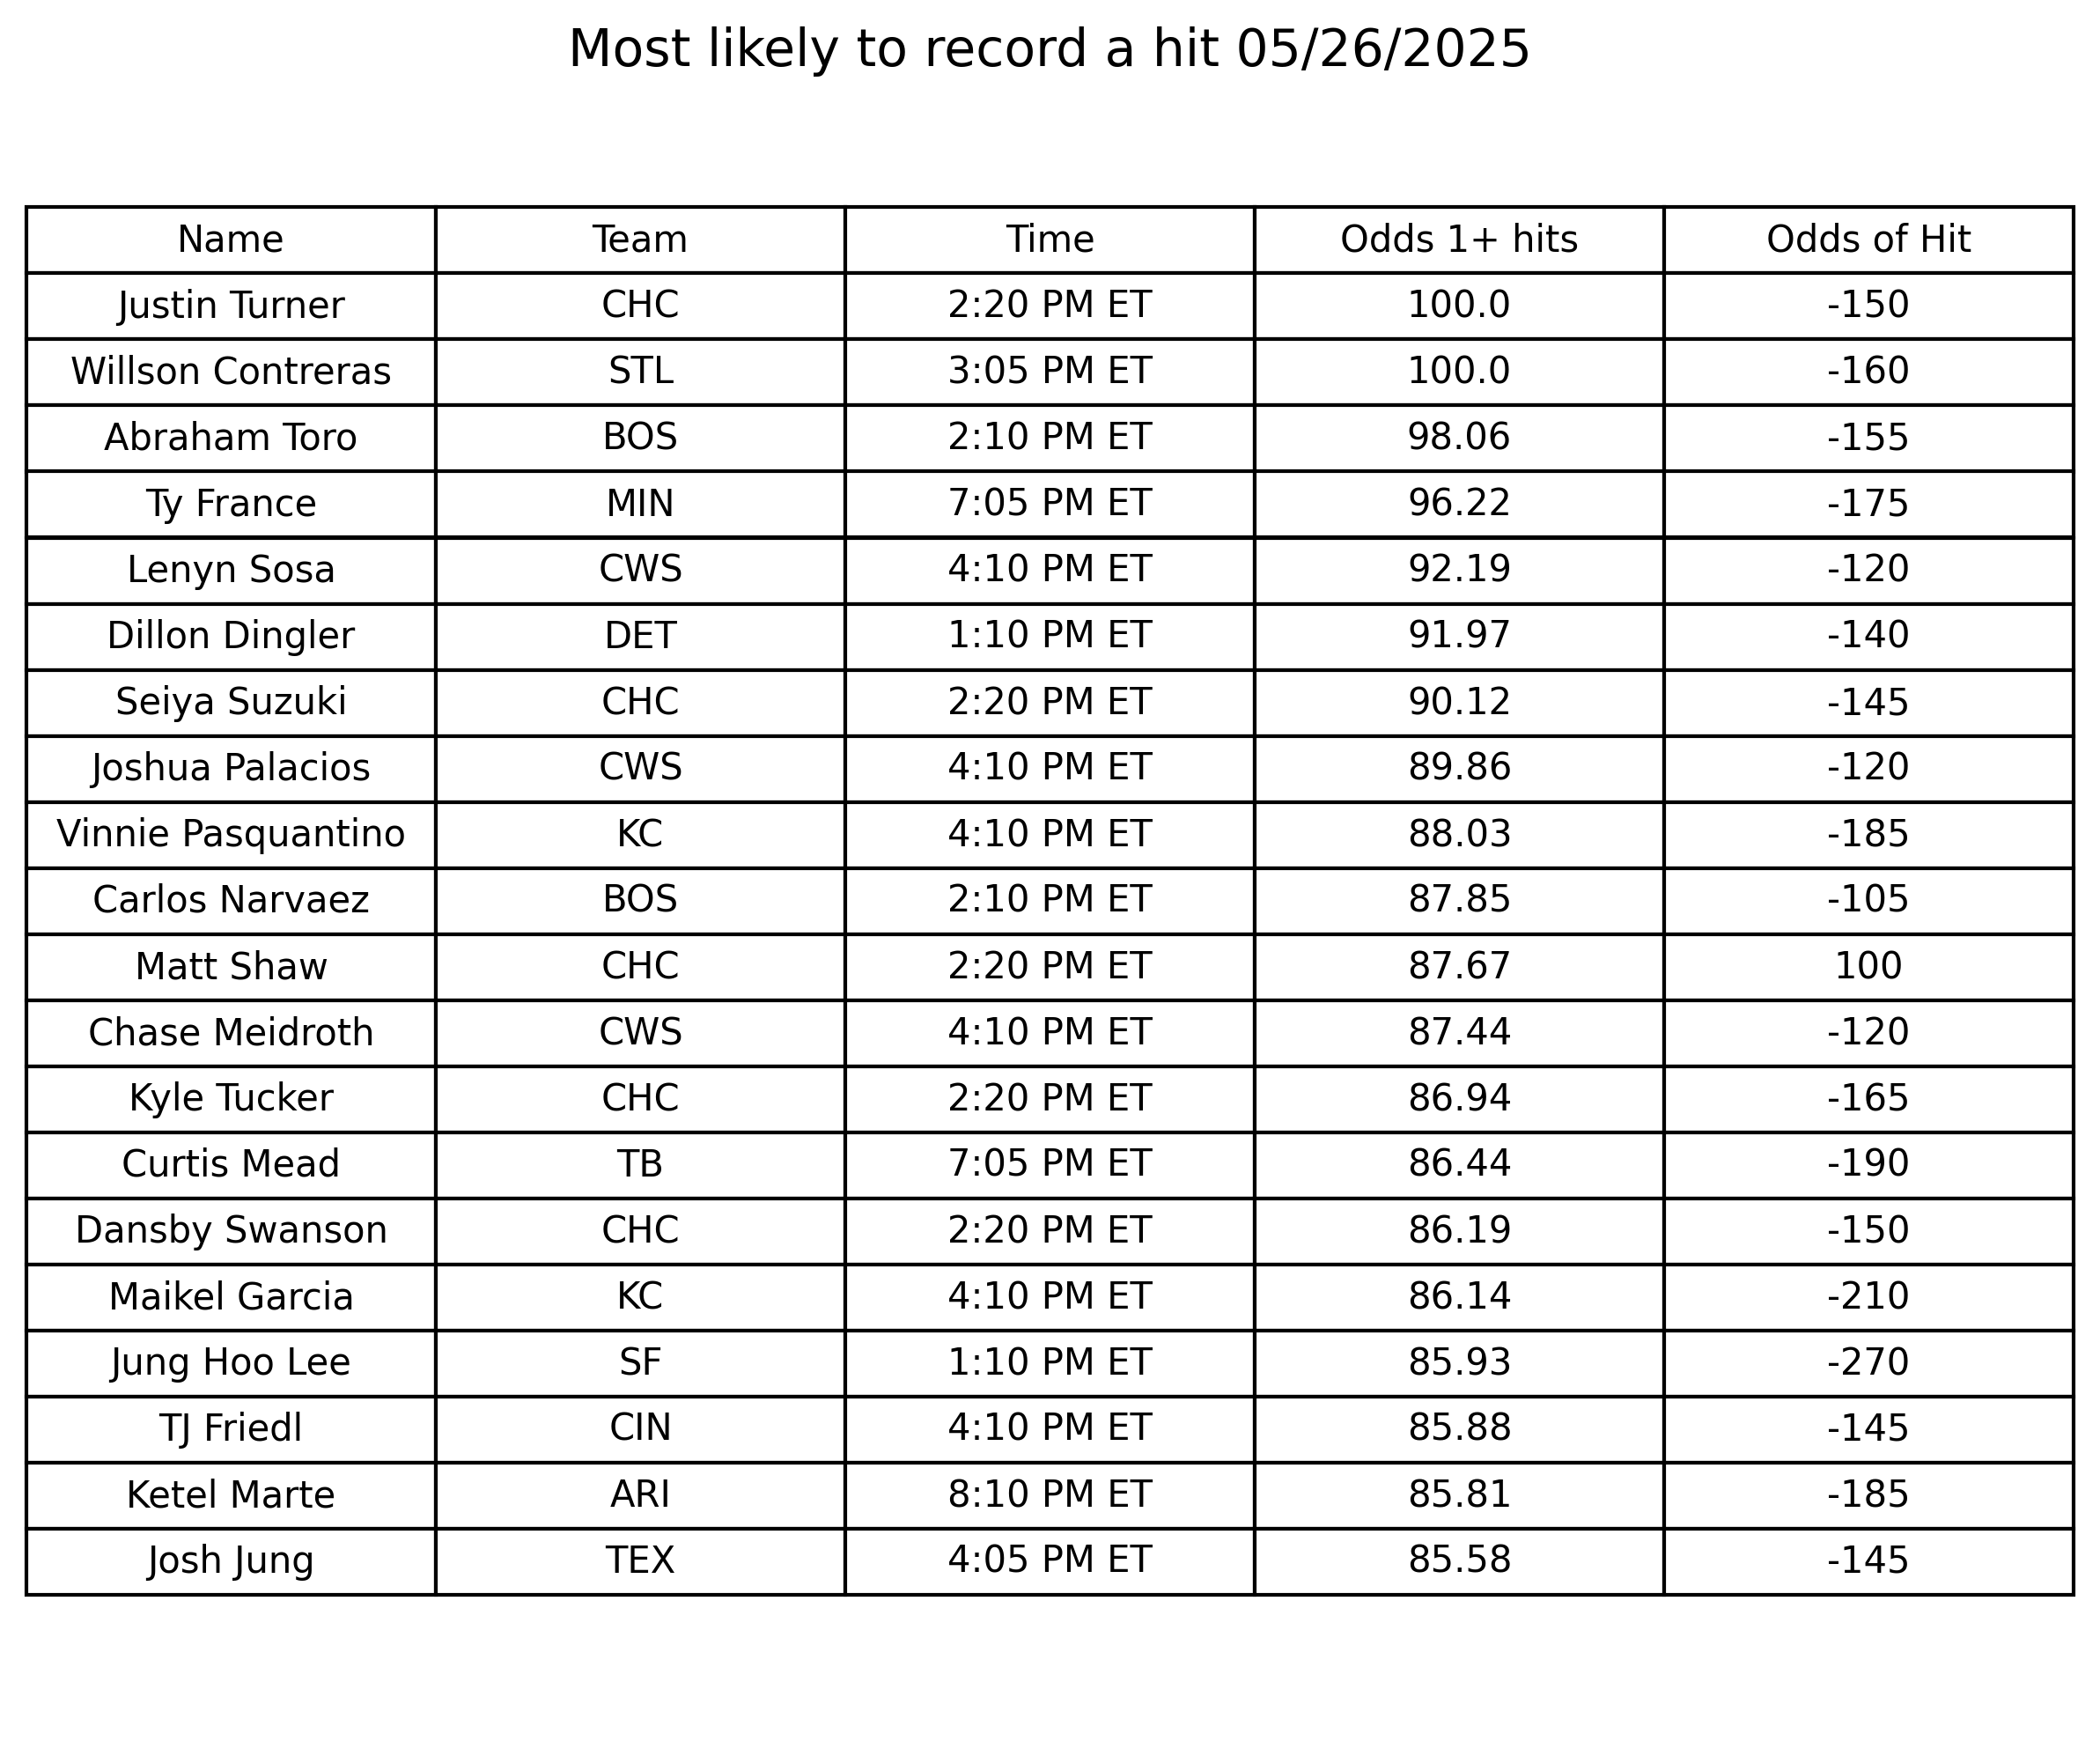 Most likely to record a hit 05/26/2025
Name Team Time Odds 1+ hits Odds of Hit
Justin Turner CHC 2:20 PM ET 100.0 -150
Willson Contreras STL 3:05 PM ET 100.0 -160
Abraham Toro BOS 2:10 PM ET 98.06 -155
Ty France MIN 7:05 PM ET 96.22 -175
Lenyn Sosa CWS 4:10 PM ET 92.19 -120
Dillon Dingler DET 1:10 PM ET 91.97 -140
Seiya Suzuki CHC 2:20 PM ET 90.12 -145
Joshua Palacios CWS 4:10 PM ET 89.86 -120
Vinnie Pasquantino KC 4:10 PM ET 88.03 -185
Carlos Narvaez BOS 2:10 PM ET 87.85 -105
Matt Shaw CHC 2:20 PM ET 87.67 100
Chase Meidroth CWS 4:10 PM ET 87.44 -120
Kyle Tucker CHC 2:20 PM ET 86.94 -165
Curtis Mead TB 7:05 PM ET 86.44 -190
Dansby Swanson CHC 2:20 PM ET 86.19 -150
Maikel Garcia KC 4:10 PM ET 86.14 -210
Jung Hoo Lee SF 1:10 PM ET 85.93 -270
TJ Friedl CIN 4:10 PM ET 85.88 -145
Ketel Marte ARI 8:10 PM ET 85.81 -185
Josh Jung TEX 4:05 PM ET 85.58 -145